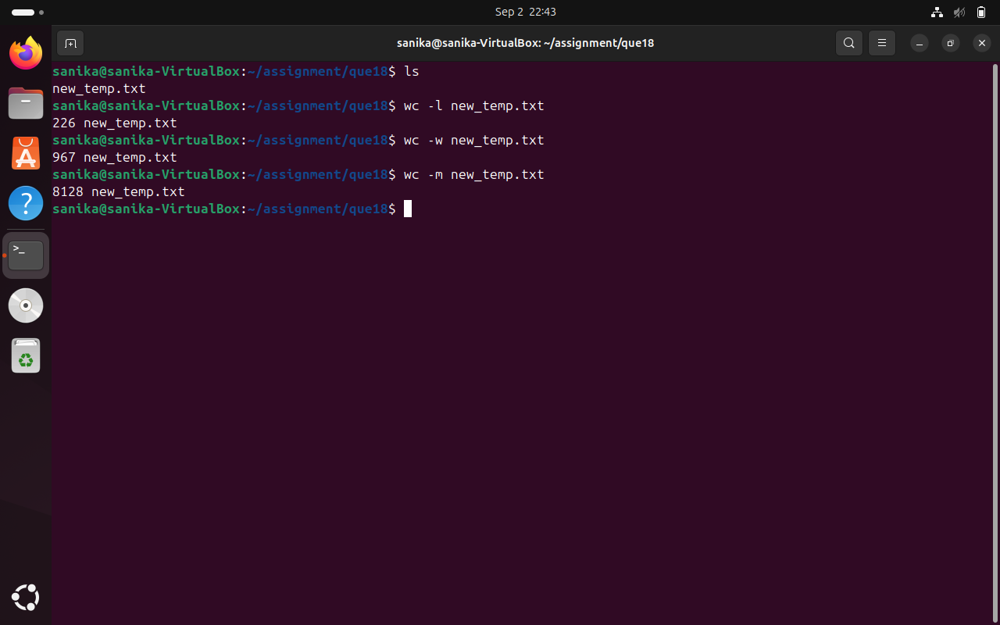 Sep 2 22:43
sanika@sanika-VirtualBox: ~/assignment/que18
sanika@sanika-VirtualBox:~/assignment/que18$ ls
new_temp.txt
sanika@sanika-VirtualBox:~/assignment/que18$ wc -l new_temp.txt
226 new_temp.txt
sanika@sanika-VirtualBox:~/assignment/que18$ wc -w new_temp.txt
967 new_temp.txt
sanika@sanika-VirtualBox:~/assignment/que18$ wc -m new_temp.txt
8128 new_temp.txt
sanika@sanika-VirtualBox:~/assignment/que18$